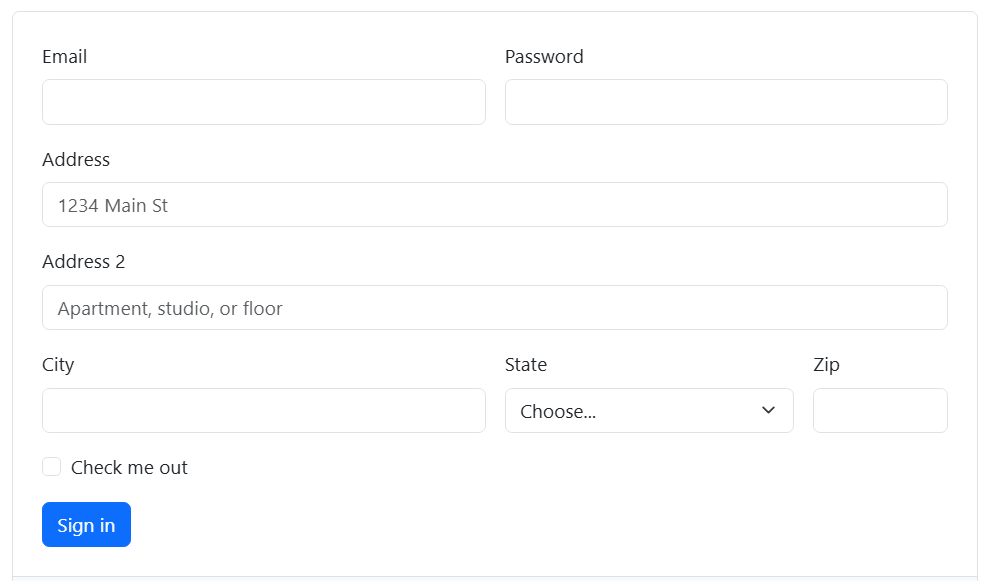 Email Password
Address
1234 Main St
Address 2
Apartment, studio, or floor
City State Zip
Choose...
Check me out
Sign in